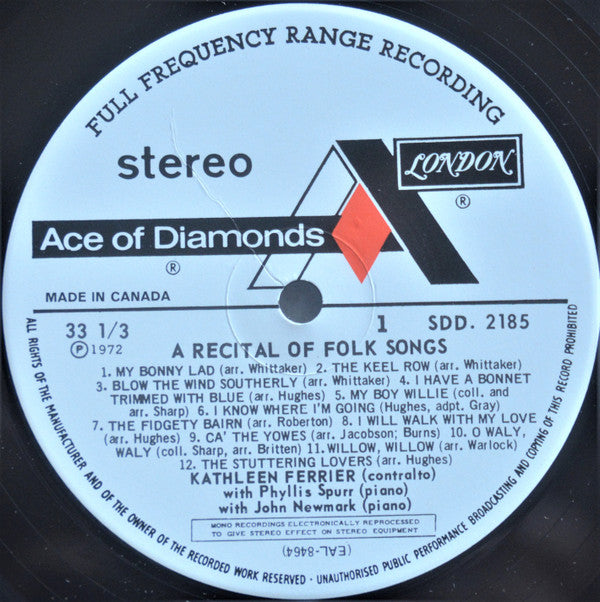 FULL FREQUENCY RANGE RECORDING
stereo
LONDON
®
Ace of Diamonds
®
MADE IN CANADA
33 1/3
1
SDD. 2185
Ⓟ1972
A RECITAL OF FOLK SONGS
1. MY BONNY LAD (arr. Whittaker) 2. THE KEEL ROW (arr. Whittaker)
3. BLOW THE WIND SOUTHERLY (arr. Whittaker) 4. I HAVE A BONNET
TRIMMED WITH BLUE (arr. Hughes) 5. MY BOY WILLIE (coll. and
arr. Sharp) 6. I KNOW WHERE I'M GOING (Hughes, adpt. Gray)
7. THE FIDGETY BAIRN (arr. Roberton) 8. I WILL WALK WITH MY LOVE
(arr. Hughes) 9. CA' THE YOWES (arr. Jacobson; Burns) 10. O WALY,
WALY (coll. Sharp, arr. Britten) 11. WILLOW, WILLOW (arr. Warlock)
12. THE STUTTERING LOVERS (arr. Hughes)
KATHLEEN FERRIER (contralto)
with Phyllis Spurr (piano)
with John Newmark (piano)
MONO RECORDINGS ELECTRONICALLY REPROCESSED
TO GIVE STEREO EFFECT ON STEREO EQUIPMENT
(EAL-8464)
ALL RIGHTS OF THE MANUFACTURER AND OF THE OWNER OF THE RECORDED WORK RESERVED - UNAUTHORISED PUBLIC PERFORMANCE BROADCASTING AND COPYING OF THIS RECORD PROHIBITED